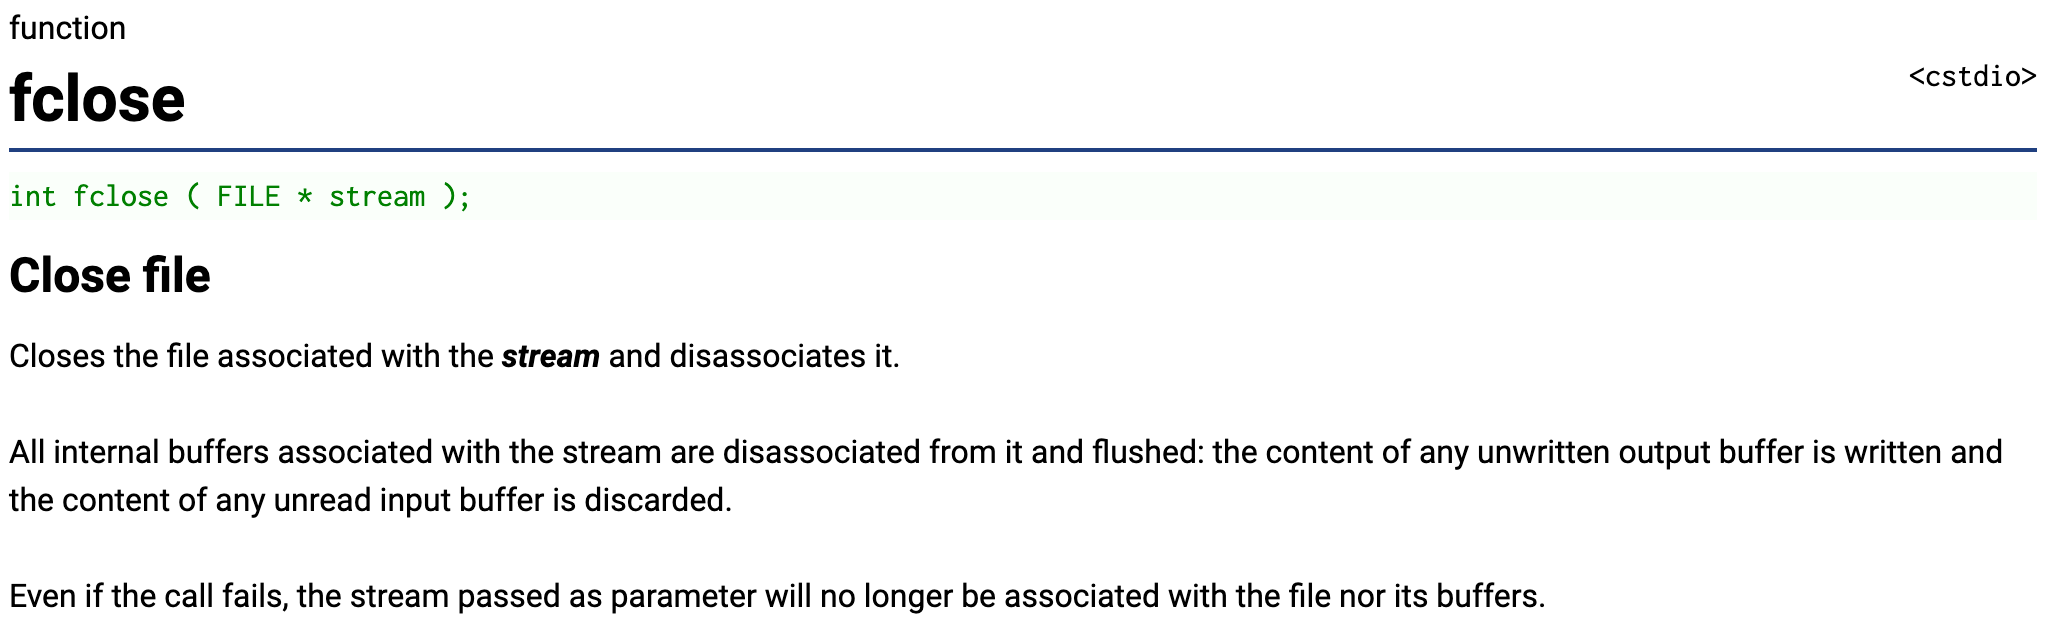 function
fclose
<cstdio>
int fclose ( FILE * stream );
Close file
Closes the file associated with the stream and disassociates it.
All internal buffers associated with the stream are disassociated from it and flushed: the content of any unwritten output buffer is written and
the content of any unread input buffer is discarded.
Even if the call fails, the stream passed as parameter will no longer be associated with the file nor its buffers.